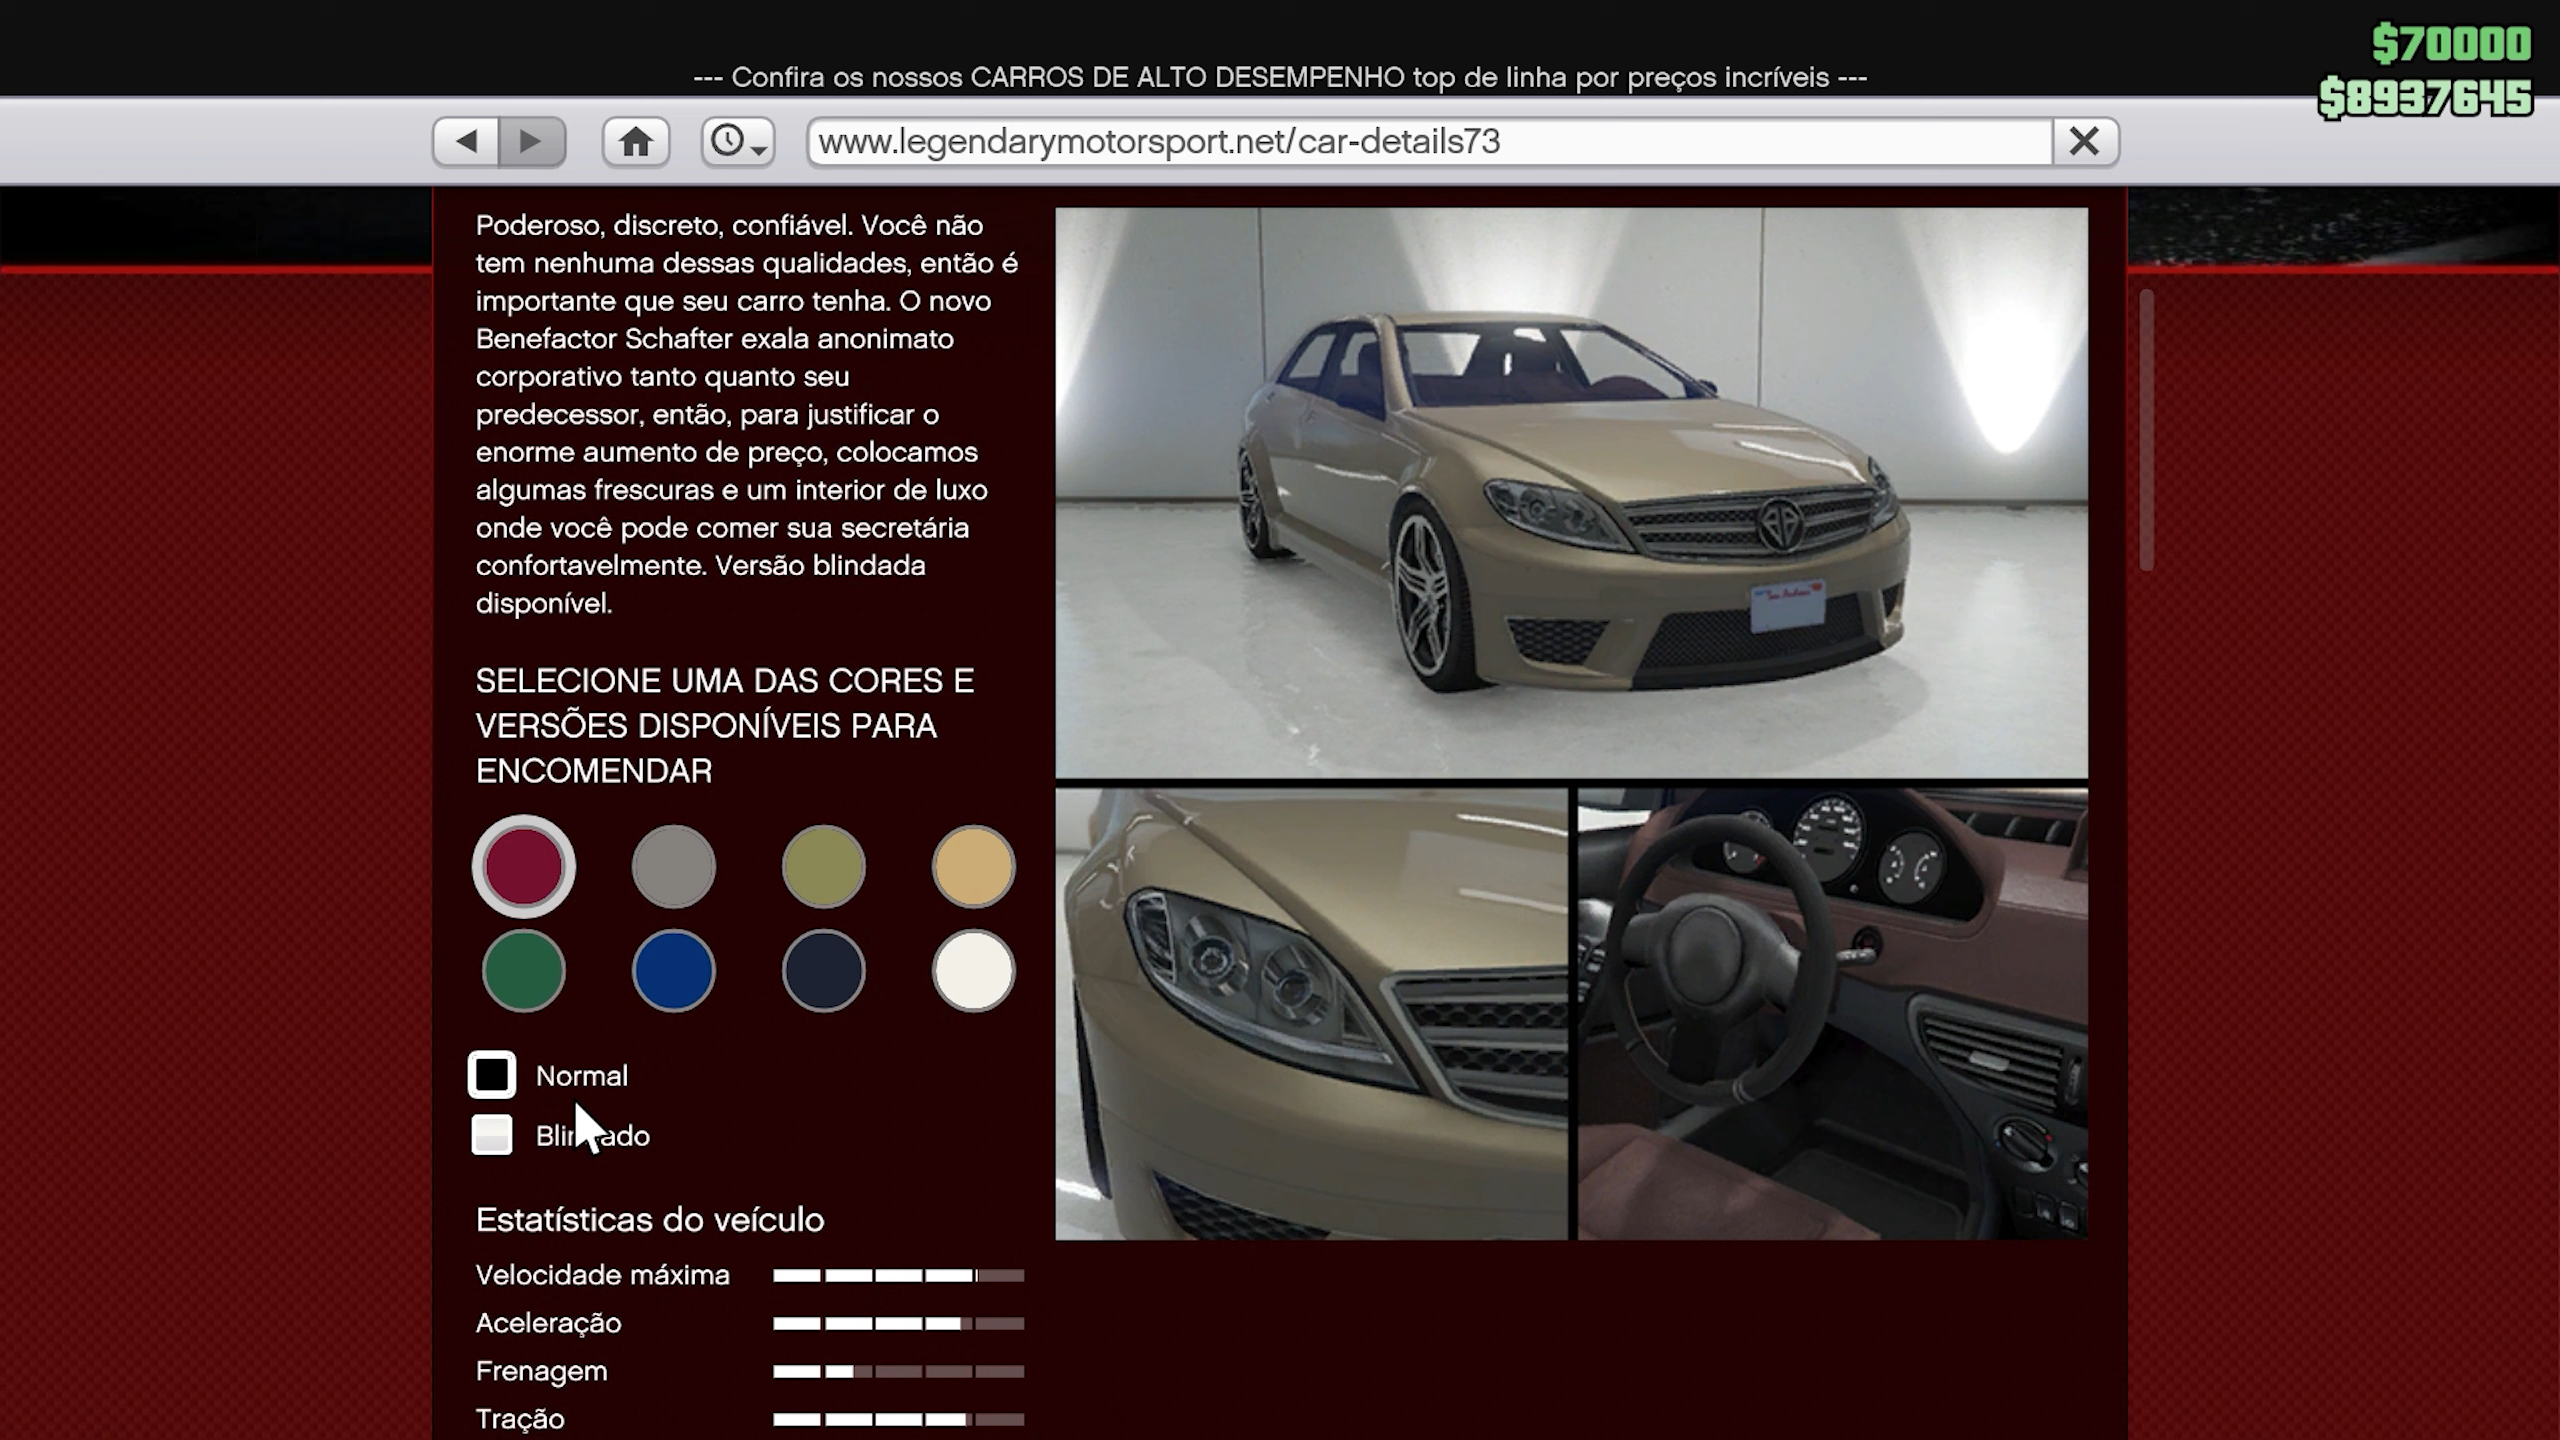 $70000
$8937645
--- Confira os nossos CARROS DE ALTO DESEMPENHO top de linha por preços incríveis ---
www.legendarymotorsport.net/car-details73
Poderoso, discreto, confiável. Você não
tem nenhuma dessas qualidades, então é
importante que seu carro tenha. O novo
Benefactor Schafter exala anonimato
corporativo tanto quanto seu
predecessor, então, para justificar o
enorme aumento de preço, colocamos
algumas frescuras e um interior de luxo
onde você pode comer sua secretária
confortavelmente. Versão blindada
disponível.
SELECIONE UMA DAS CORES E
VERSÕES DISPONÍVEIS PARA
ENCOMENDAR
Normal
Blindado
Estatísticas do veículo
Velocidade máxima
Aceleração
Frenagem
Tração